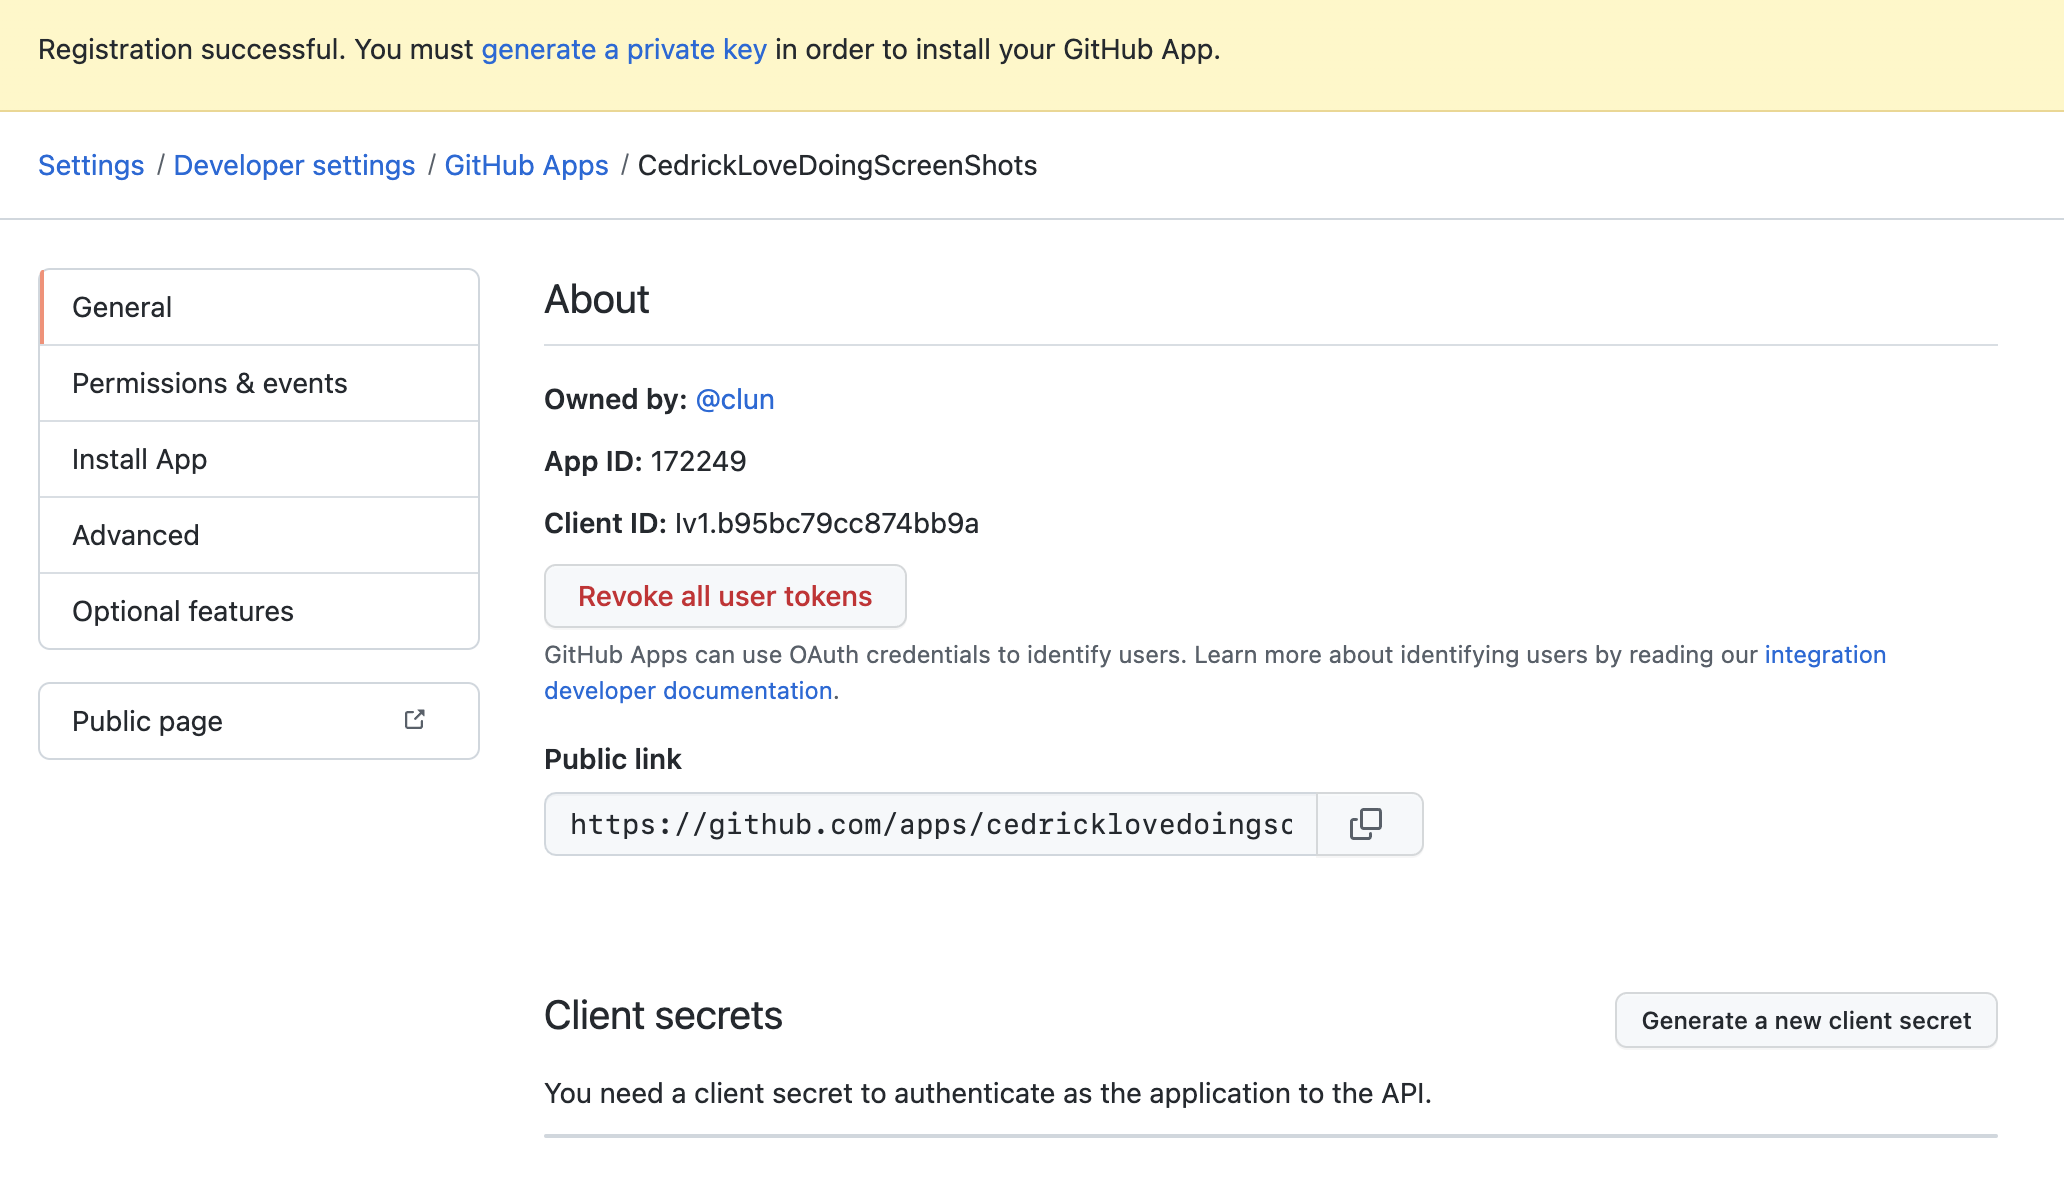 Registration successful. You must generate a private key in order to install your GitHub App.
Settings / Developer settings / GitHub Apps / CedrickLoveDoingScreenShots
General
Permissions & events
Install App
Advanced
Optional features
Public page
About
Owned by: @clun
App ID: 172249
Client ID: Iv1.b95bc79cc874bb9a
Revoke all user tokens
GitHub Apps can use OAuth credentials to identify users. Learn more about identifying users by reading our integration
developer documentation.
Public link
https://github.com/apps/cedricklovedoingsc
Client secrets
Generate a new client secret
You need a client secret to authenticate as the application to the API.